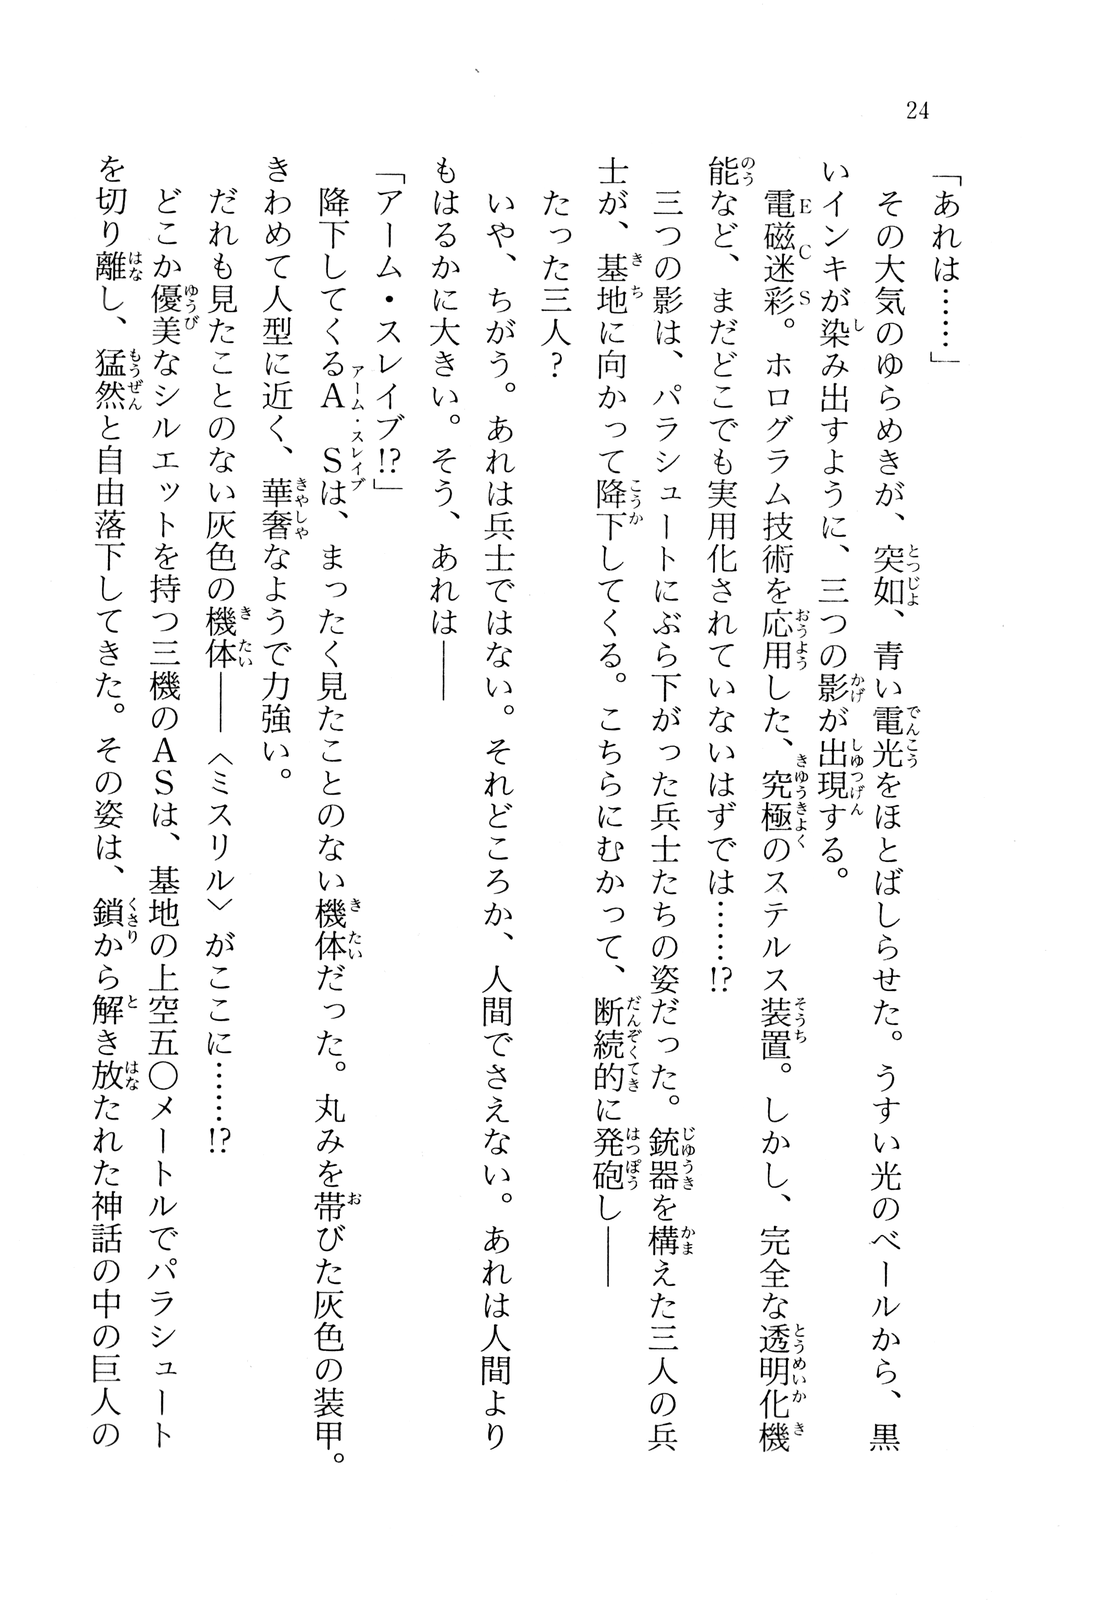 24
「あれは……」
その大気のゆらめきが、突如、青い電光をほとばしらせた。うすい光のベールから、黒
いインキが染み出すように、三つの影が出現する。
電磁迷彩。ホログラム技術を応用した、究極のステルス装置。しかし、完全な透明化機
能など、まだどこでも実用化されていないはずでは……!?
三つの影は、パラシュートにぶら下がった兵士たちの姿だった。銃器を構えた三人の兵
士が、基地に向かって降下してくる。こちらにむかって、断続的に発砲し――
たった三人?
いや、ちがう。あれは兵士ではない。それどころか、人間でさえない。あれは人間より
もはるかに大きい。そう、あれは――
「アーム・スレイブ!?」
降下してくるASは、まったく見たことのない機体だった。丸みを帯びた灰色の装甲。
きわめて人型に近く、華奢なようで力強い。
だれも見たことのない灰色の機体――〈ミスリル〉がここに……!?
どこか優美なシルエットを持つ三機のASは、基地の上空五〇メートルでパラシュート
を切り離し、猛然と自由落下してきた。その姿は、鎖から解き放たれた神話の中の巨人の